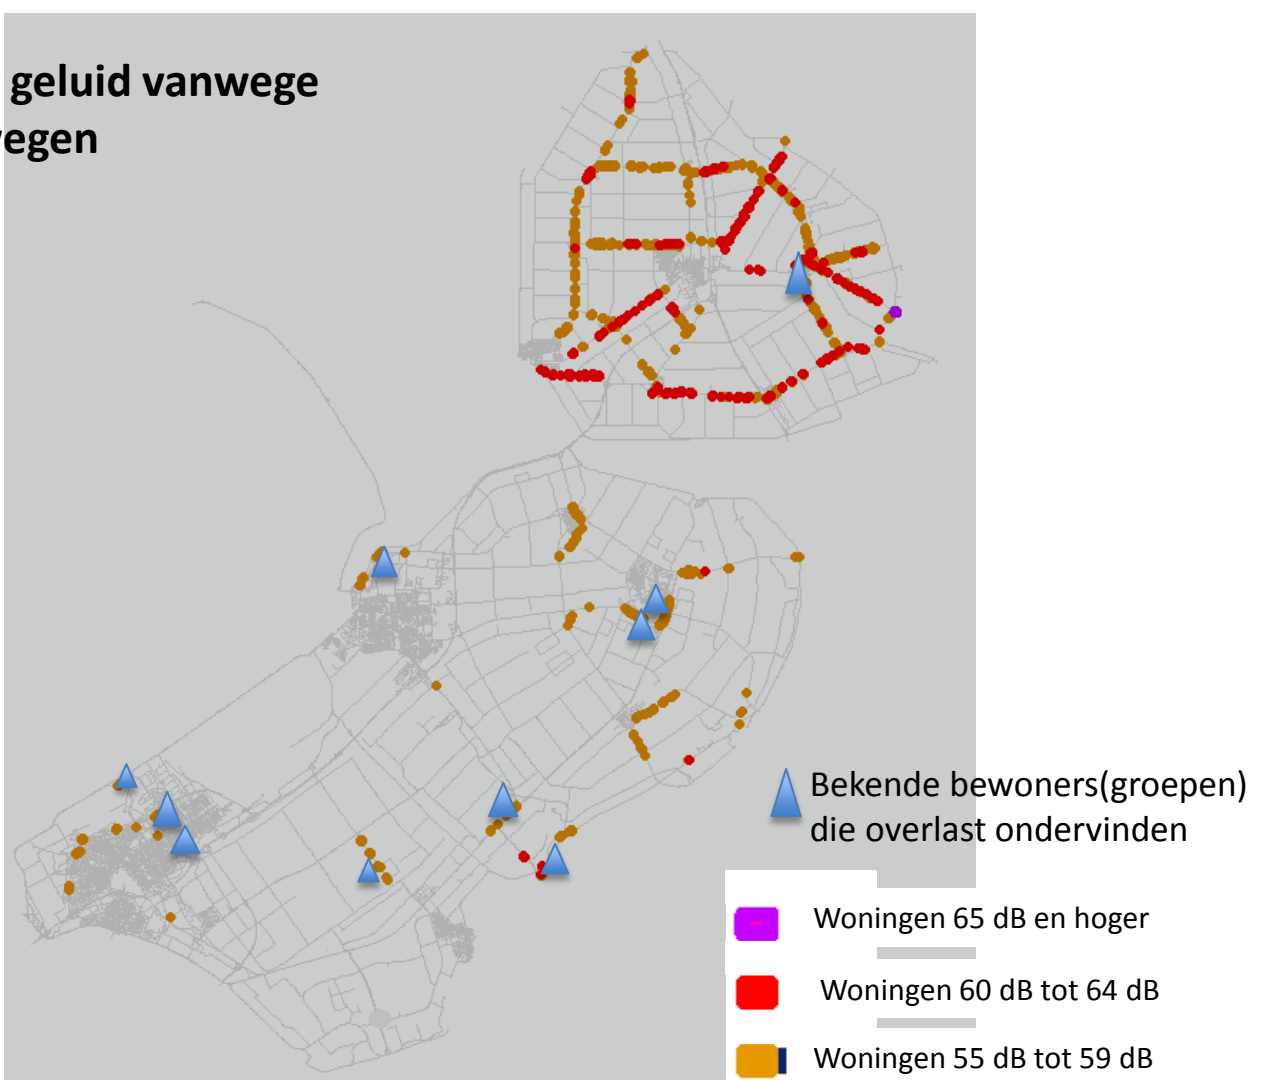 geluid vanwege
wegen
Bekende bewoners(groepen)
die overlast ondervinden
Woningen 65 dB en hoger
Woningen 60 dB tot 64 dB
Woningen 55 dB tot 59 dB